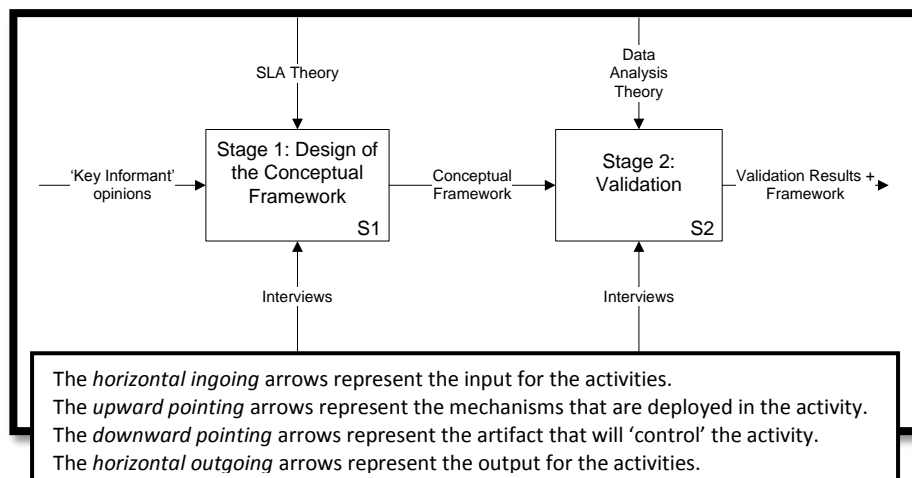 SLA Theory
Data
Analysis
Theory
'Key Informant'
opinions
Stage 1: Design of
the Conceptual
Framework
S1
Conceptual
Framework
Stage 2:
Validation
S2
Validation Results +
Framework
Interviews
Interviews
The horizontal ingoing arrows represent the input for the activities.
The upward pointing arrows represent the mechanisms that are deployed in the activity.
The downward pointing arrows represent the artifact that will 'control' the activity.
The horizontal outgoing arrows represent the output for the activities.